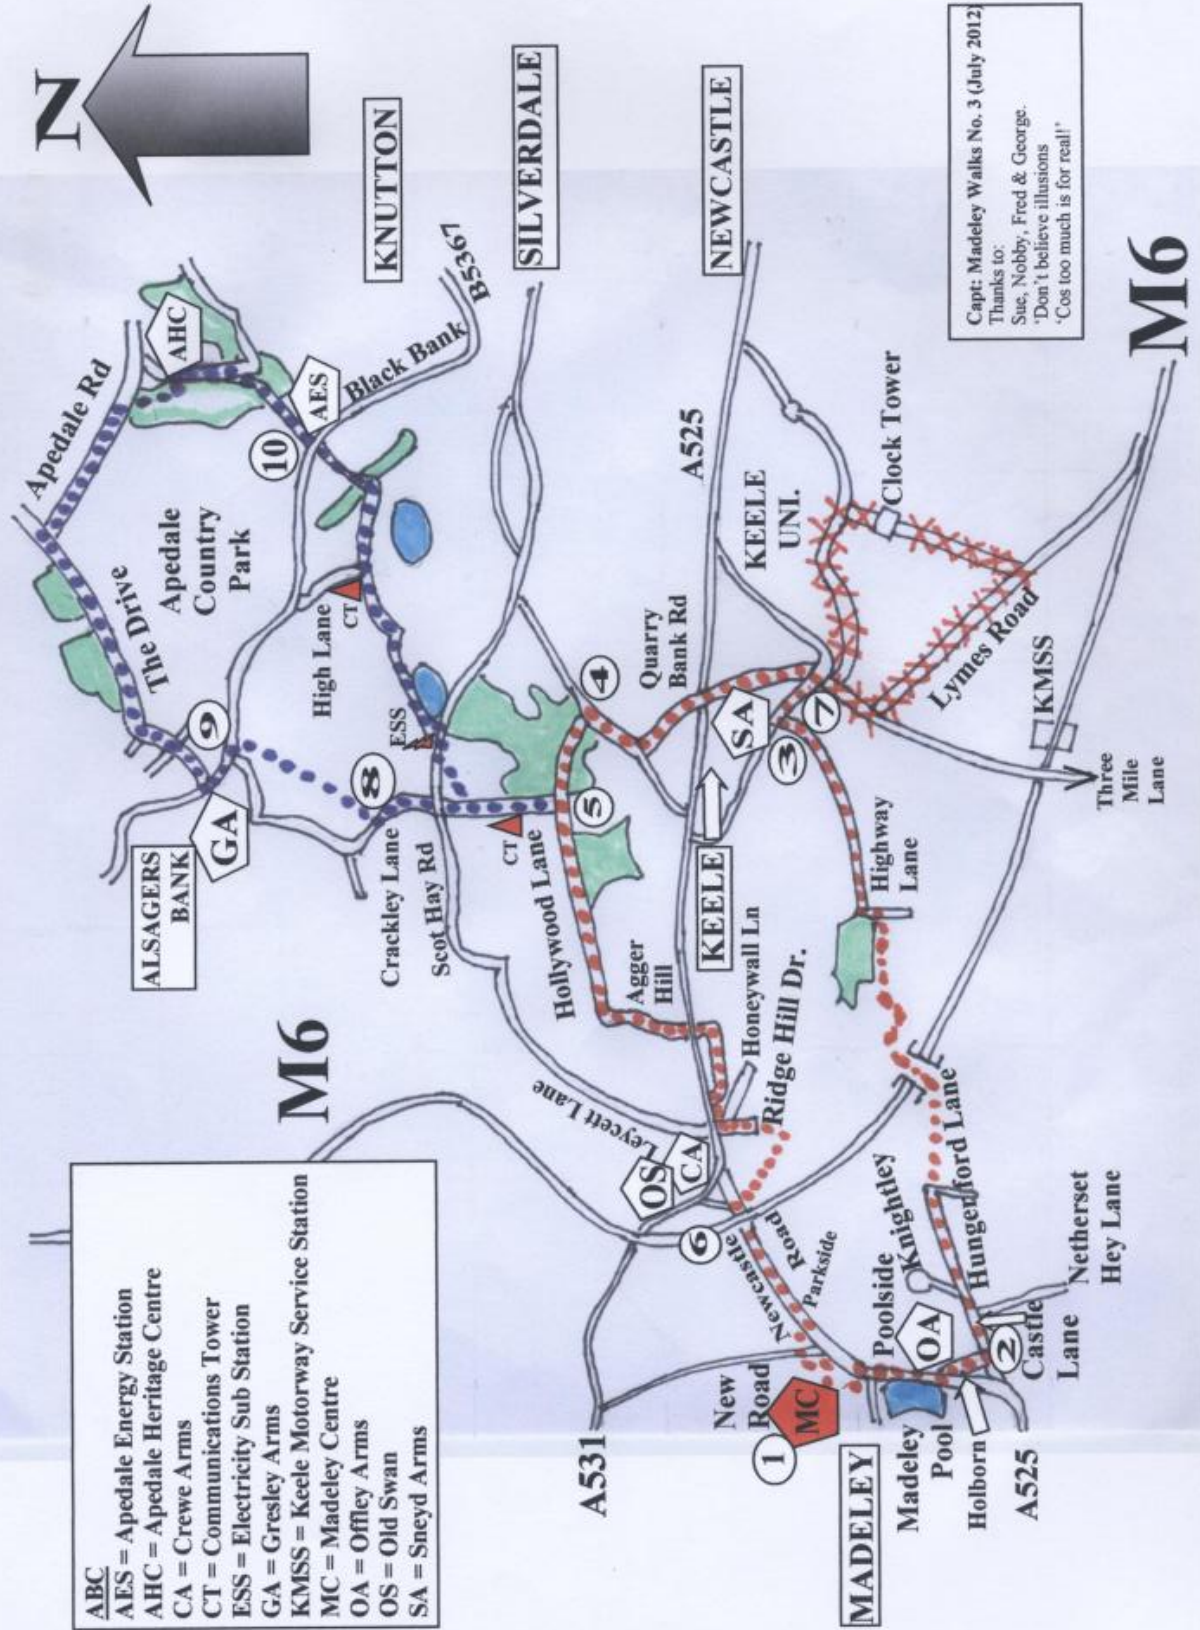 ABC
AES = Apedale Energy Station
AHC = Apedale Heritage Centre
CA = Crewe Arms
CT = Communications Tower
ESS = Electricity Sub Station
GA = Gresley Arms
KMSS = Keele Motorway Service Station
MC = Madeley Centre
OA = Offley Arms
OS = Old Swan
SA = Sneyd Arms
N
M6
ALSAGERS
BANK
GA
9
The Drive
Apedale Rd
Apedale
Country
Park
AHC
AES
10
Black Bank
B5367
KNUTTON
High Lane
CT
8
ESS
Crackley Lane
Scot Hay Rd
CT
SILVERDALE
Hollywood Lane
5
4
Leycett Lane
Agger
Hill
Quarry
Bank Rd
A525
NEWCASTLE
A531
OS
CA
6
Honeywall Ln
KEELE
SA
KEELE
UNI.
New
Road
1
MC
Newcastle
Road
Parkside
Ridge Hill Dr.
3
7
Clock Tower
MADELEY
Madeley
Pool
Poolside
Knightley
OA
Highway
Lane
Lymes Road
Holborn
A525
2
Castle
Lane
Hungerford Lane
Netherset
Hey Lane
KMSS
Three
Mile
Lane
M6
Capt: Madeley Walks No. 3 (July 2012)
Thanks to:
Sue, Nobby, Fred & George.
'Don't believe illusions
'Cos too much is for real!'